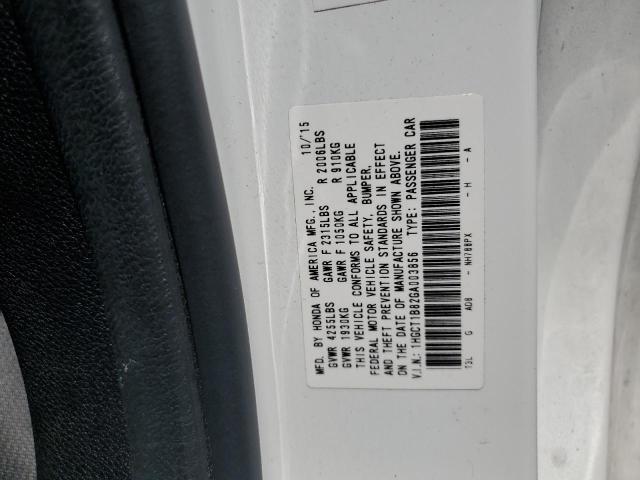 MFD. BY HONDA OF AMERICA MFG., INC. 10/15
GVWR 4255LBS GAWR F 2315LBS R 2006LBS
GVWR 1930KG GAWR F 1050KG R 910KG
THIS VEHICLE CONFORMS TO ALL APPLICABLE
FEDERAL MOTOR VEHICLE SAFETY, BUMPER,
AND THEFT PREVENTION STANDARDS IN EFFECT
ON THE DATE OF MANUFACTURE SHOWN ABOVE.
V.I.N.: 1HGCT1B82GA003856 TYPE: PASSENGER CAR
T3L G AD8 - NH788PX - H - A